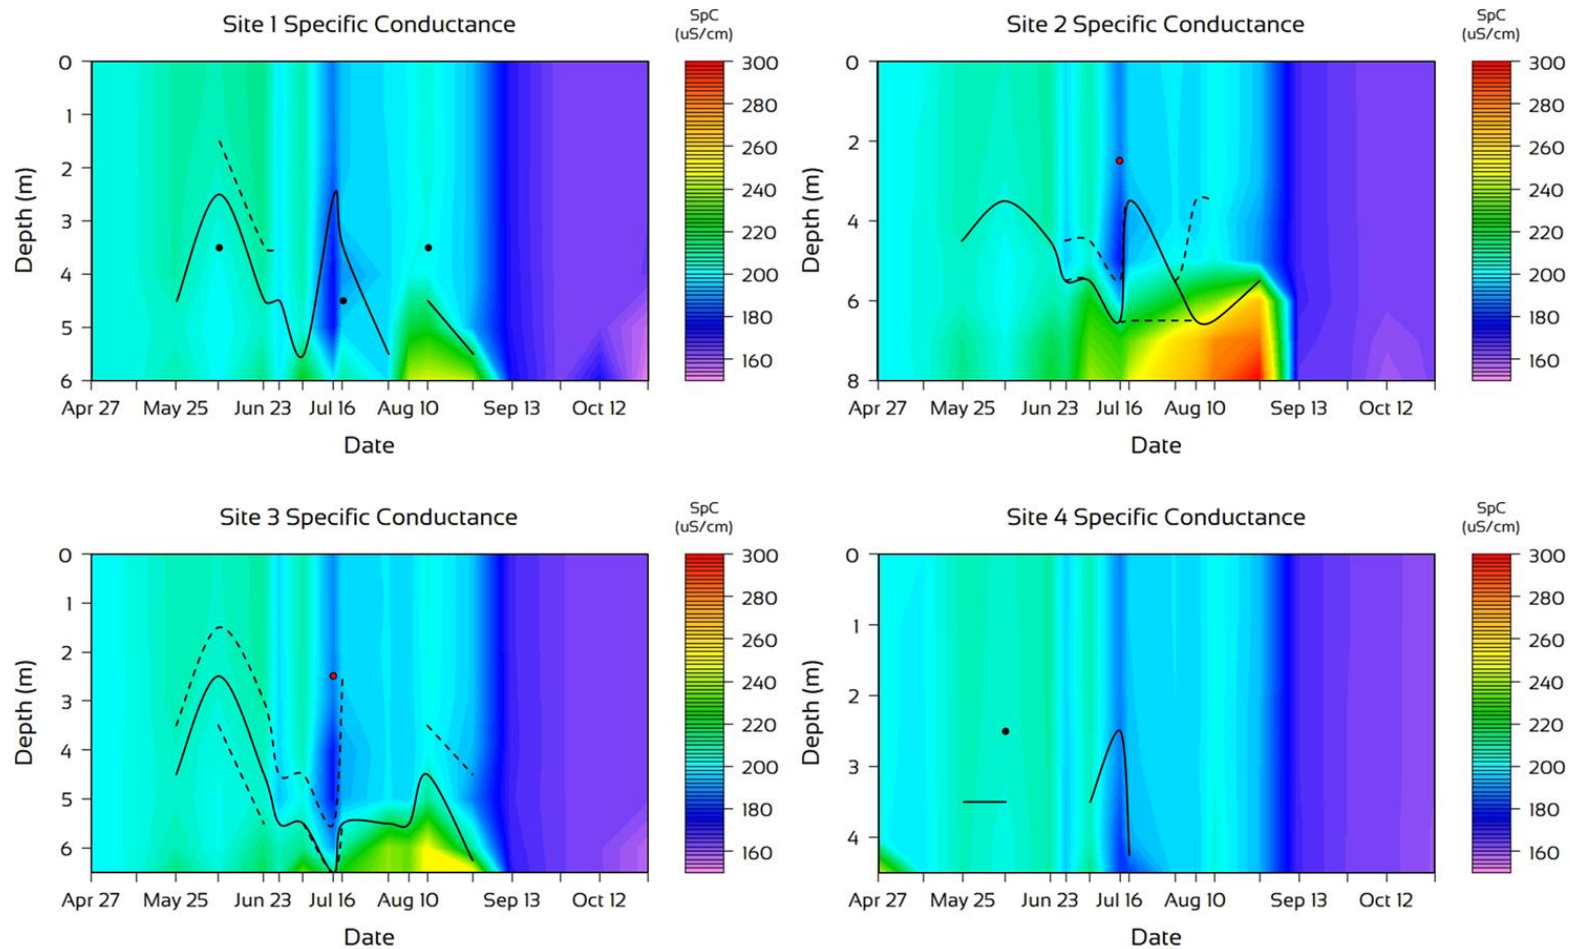 Site 1 Specific Conductance
SpC
(uS/cm)
Site 2 Specific Conductance
SpC
(uS/cm)
0
1
2
3
4
5
6
Depth (m)
Apr 27 May 25 Jun 23 Jul 16 Aug 10 Sep 13 Oct 12
Date
300
280
260
240
220
200
180
160
0
2
4
6
8
Depth (m)
Apr 27 May 25 Jun 23 Jul 16 Aug 10 Sep 13 Oct 12
Date
300
280
260
240
220
200
180
160
Site 3 Specific Conductance
SpC
(uS/cm)
Site 4 Specific Conductance
SpC
(uS/cm)
0
1
2
3
4
5
6
Depth (m)
Apr 27 May 25 Jun 23 Jul 16 Aug 10 Sep 13 Oct 12
Date
300
280
260
240
220
200
180
160
0
1
2
3
4
Depth (m)
Apr 27 May 25 Jun 23 Jul 16 Aug 10 Sep 13 Oct 12
Date
300
280
260
240
220
200
180
160